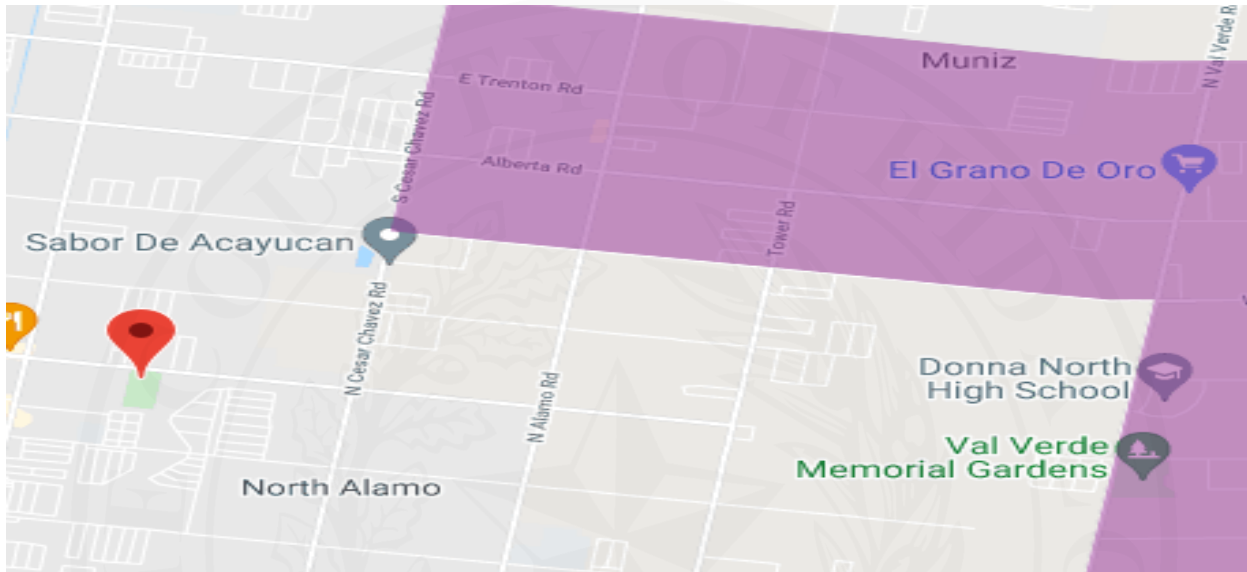 Muniz
N Val Verde R
E Trenton Rd
S Cesar Chavez Rd
Alberta Rd
El Grano De Oro
Tower Rd
Sabor De Acayucan
N Cesar Chavez Rd
Donna North
High School
N Alamo Rd
Val Verde
Memorial Gardens
North Alamo